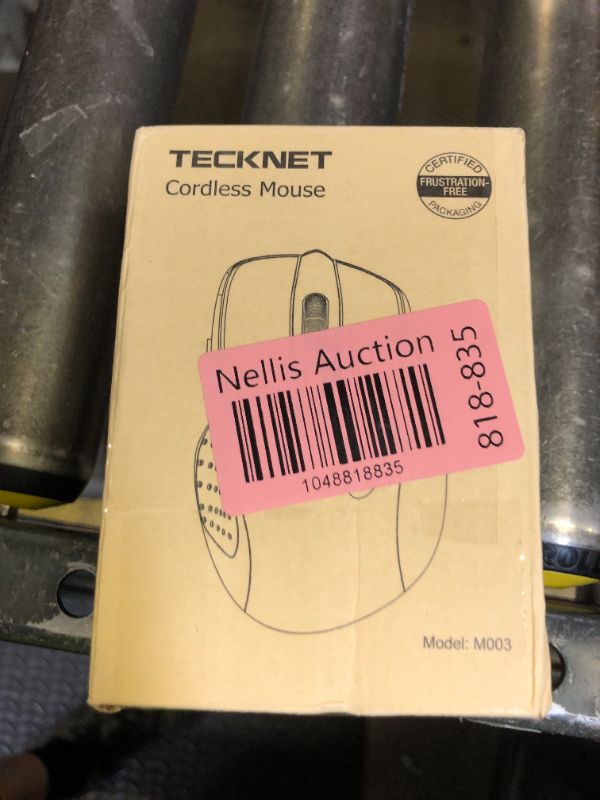 TECKNET
Cordless Mouse
CERTIFIED
FRUSTRATION-
FREE
PACKAGING
Nellis Auction
818-835
1048818835
Model: M003